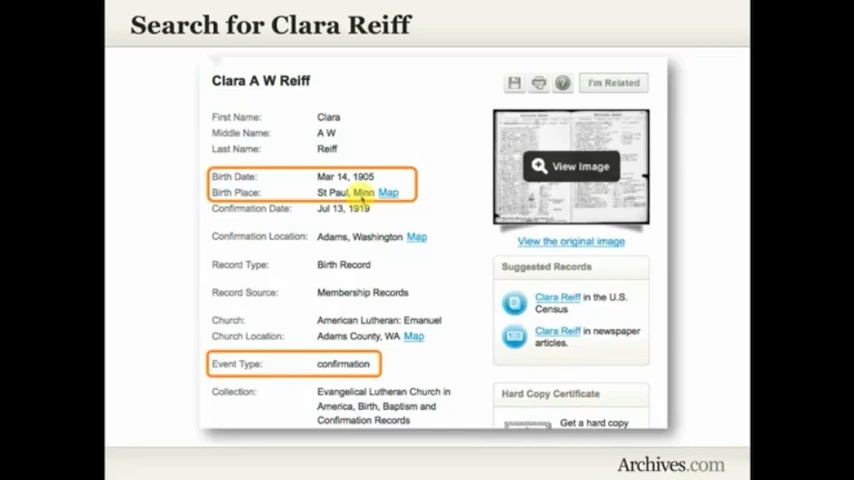 Search for Clara Reiff
Clara A W Reiff
I'm Related
First Name: Clara
Middle Name: A W
Last Name: Reiff
Birth Date: Mar 14, 1905
Birth Place: St Paul, Minn Map
Confirmation Date: Jul 13, 1919
Confirmation Location: Adams, Washington Map
Record Type: Birth Record
Record Source: Membership Records
Church: American Lutheran: Emanuel
Church Location: Adams County, WA Map
Event Type: confirmation
Collection: Evangelical Lutheran Church in
America, Birth, Baptism and
Confirmation Records
View Image
View the original image
Suggested Records
Clara Reiff in the U.S.
Census
Clara Reiff in newspaper
articles.
Hard Copy Certificate
Get a hard copy
Archives.com